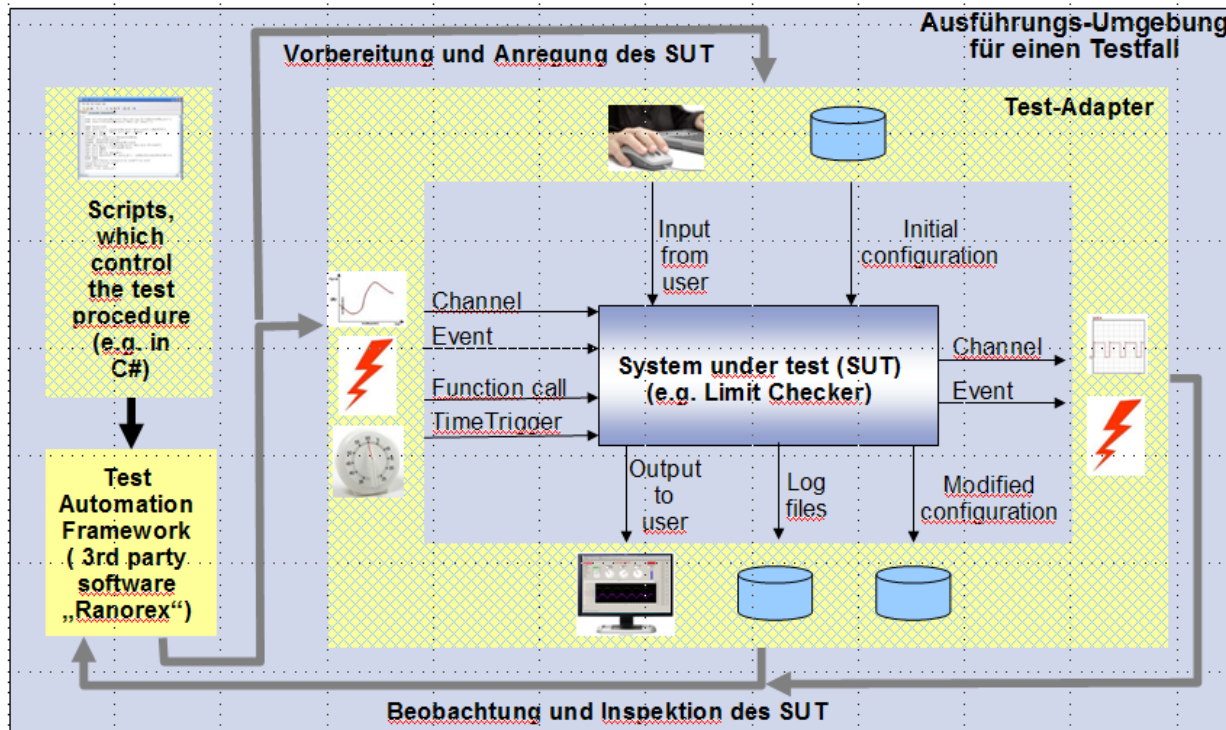 Ausführungs-Umgebung
für einen Testfall
Vorbereitung und Anregung des SUT
Test-Adapter
Scripts,
which
control
the test
procedure
(e.g. in
C#)
Input
from
user
Initial
configuration
Channel
Event
Function call
TimeTrigger
System under test (SUT)
(e.g. Limit Checker)
Channel
Event
Test
Automation
Framework
( 3rd party
software
„Ranorex“)
Output
to
user
Log
files
Modified
configuration
Beobachtung und Inspektion des SUT